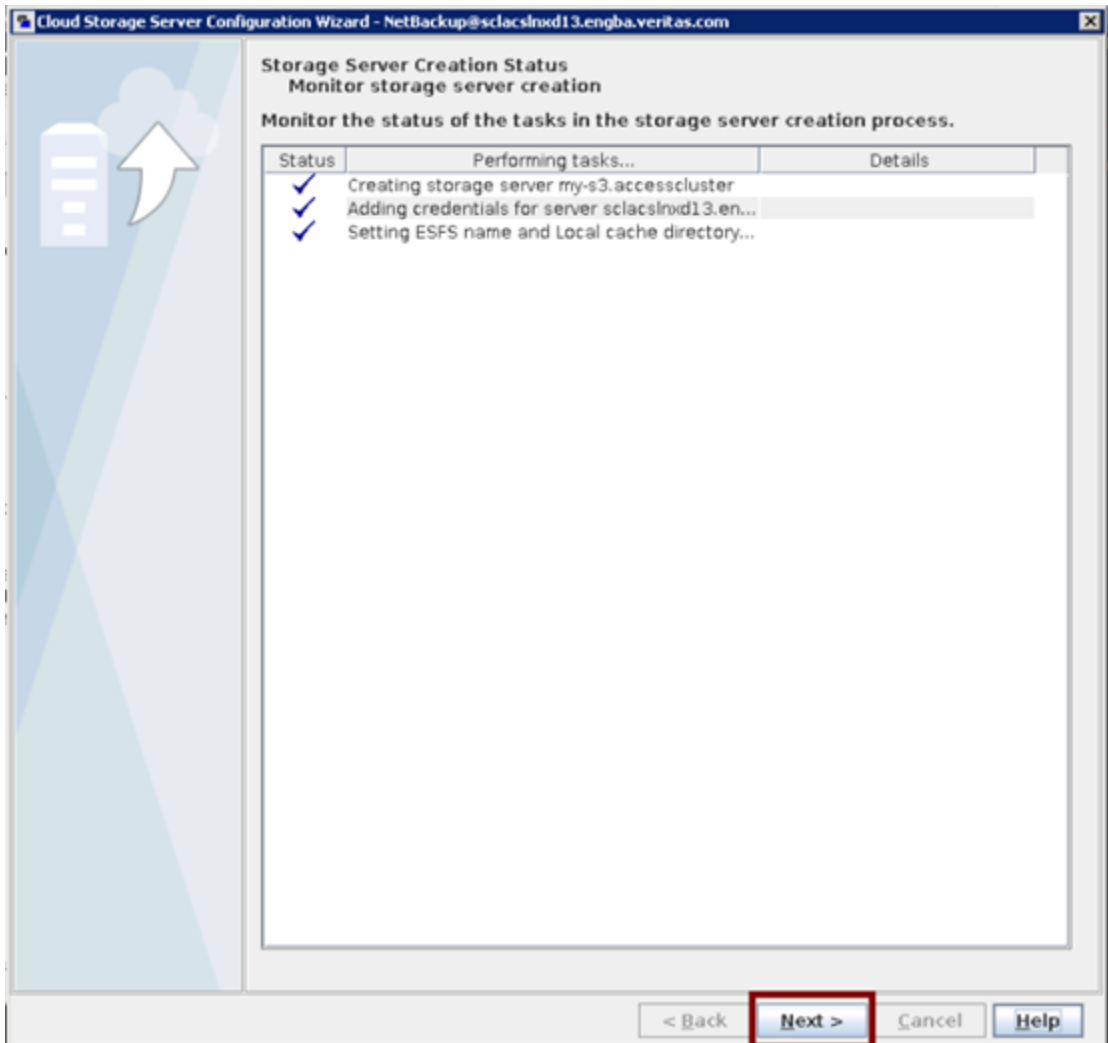 Cloud Storage Server Configuration Wizard - NetBackup@sclacslnxd13.engba.veritas.com
Storage Server Creation Status
Monitor storage server creation
Monitor the status of the tasks in the storage server creation process.
Status Performing tasks... Details
Creating storage server my-s3.accesscluster
Adding credentials for server sclacslnxd13.en...
Setting ESFS name and Local cache directory...
< Back Next > Cancel Help